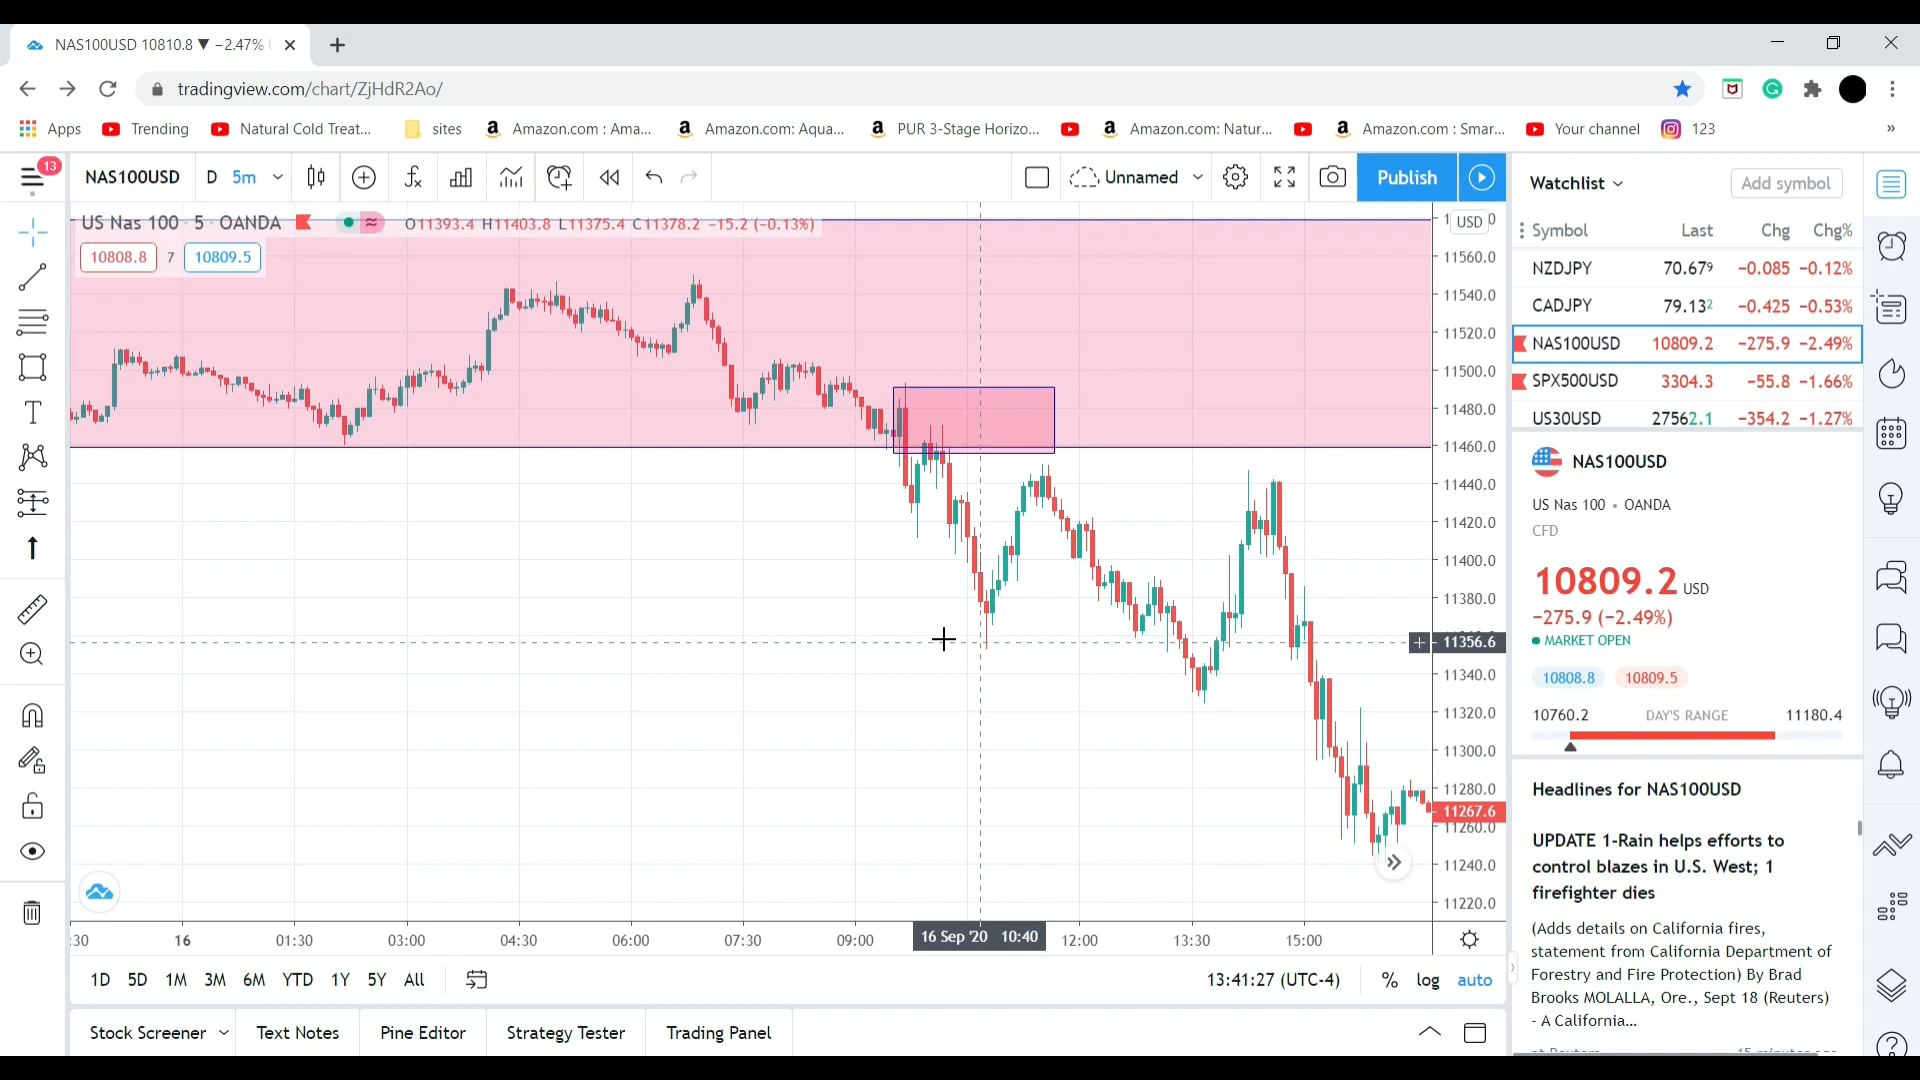 NAS100USD 10810.8 ▼ −2.47%
tradingview.com/chart/ZjHdR2Ao/
Apps
Trending
Natural Cold Treat...
sites
Amazon.com : Ama...
Amazon.com: Aqua...
PUR 3-Stage Horizo...
Amazon.com: Natur...
Amazon.com : Smar...
Your channel
123
»
13
NAS100USD
D
5m
Unnamed
Publish
US Nas 100 · 5 · OANDA
O11393.4 H11403.8 L11375.4 C11378.2 −15.2 (−0.13%)
10808.8
7
10809.5
USD
11560.0
11540.0
11520.0
11500.0
11480.0
11460.0
11440.0
11420.0
11400.0
11380.0
11356.6
11340.0
11320.0
11300.0
11280.0
11267.6
11260.0
11240.0
11220.0
:30
16
01:30
03:00
04:30
06:00
07:30
09:00
16 Sep '20 10:40
12:00
13:30
15:00
1D
5D
1M
3M
6M
YTD
1Y
5Y
All
13:41:27 (UTC-4)
%
log
auto
Stock Screener
Text Notes
Pine Editor
Strategy Tester
Trading Panel
Watchlist
Add symbol
Symbol Last Chg Chg%
NZDJPY 70.679 −0.085 −0.12%
CADJPY 79.132 −0.425 −0.53%
NAS100USD 10809.2 −275.9 −2.49%
SPX500USD 3304.3 −55.8 −1.66%
US30USD 27562.1 −354.2 −1.27%
NAS100USD
US Nas 100 • OANDA
CFD
10809.2 USD
−275.9 (−2.49%)
MARKET OPEN
10808.8
10809.5
10760.2 DAY'S RANGE 11180.4
Headlines for NAS100USD
UPDATE 1-Rain helps efforts to
control blazes in U.S. West; 1
firefighter dies
(Adds details on California fires,
statement from California Department of
Forestry and Fire Protection) By Brad
Brooks MOLALLA, Ore., Sept 18 (Reuters)
- A California...